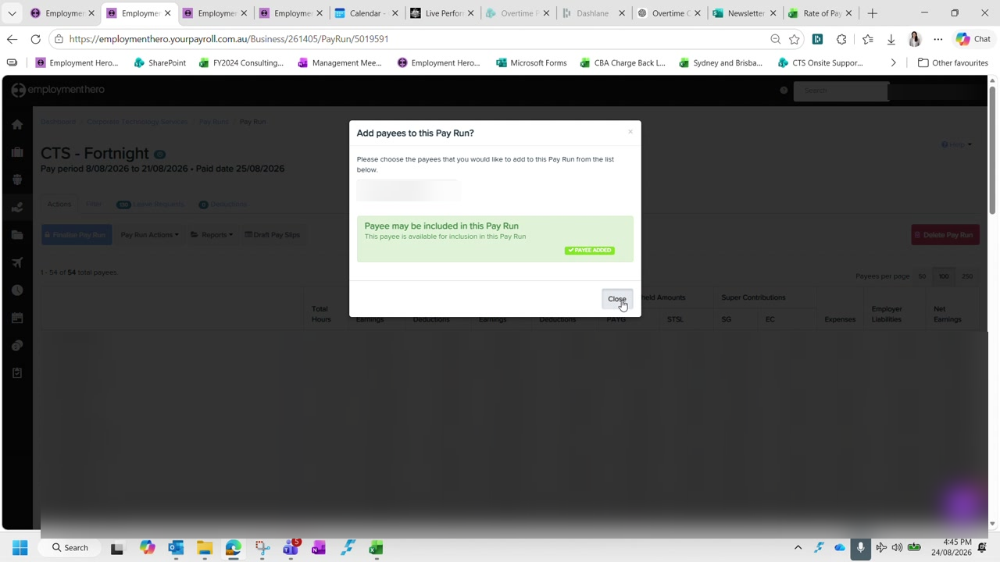 Calendar -
Live Perforr
Overtime P
Dashlane
Overtime C
Newsletter
Rate of Pay
https://employmenthero.yourpayroll.com.au/Business/261405/PayRun/5019591
Chat
Employment Hero...
SharePoint
FY2024 Consulting...
Management Mee...
Employment Hero...
Microsoft Forms
CBA Charge Back L...
Sydney and Brisba...
CTS Onsite Suppor...
Other favourites
employmenthero
Search
Dashboard / Corporate Technology Services / Pay Runs / Pay Run
Help
CTS - Fortnight
Pay period 8/08/2026 to 21/08/2026 • Paid date 25/08/2026
Actions
Filter
Leave Requests
0 Deductions
Finalise Pay Run
Pay Run Actions
Reports
Draft Pay Slips
Delete Pay Run
1 - 54 of 54 total payees.
Payees per page 50 100 250
Add payees to this Pay Run?
×
Please choose the payees that you would like to add to this Pay Run from the list
below.
Payee may be included in this Pay Run
This payee is available for inclusion in this Pay Run
PAYEE ADDED
Close
held Amounts
Super Contributions
Total
Hours
Earnings
Deductions
Earnings
Deductions
PAYG
STSL
SG
EC
Expenses
Employer
Liabilities
Net
Earnings
Search
5
4:45 PM
24/08/2026